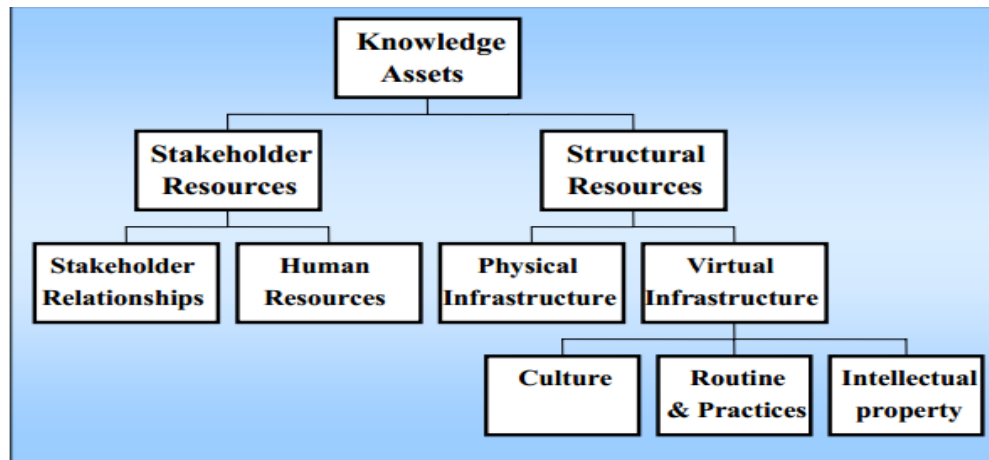 Knowledge
Assets
Stakeholder
Resources
Structural
Resources
Stakeholder
Relationships
Human
Resources
Physical
Infrastructure
Virtual
Infrastructure
Culture
Routine
& Practices
Intellectual
property